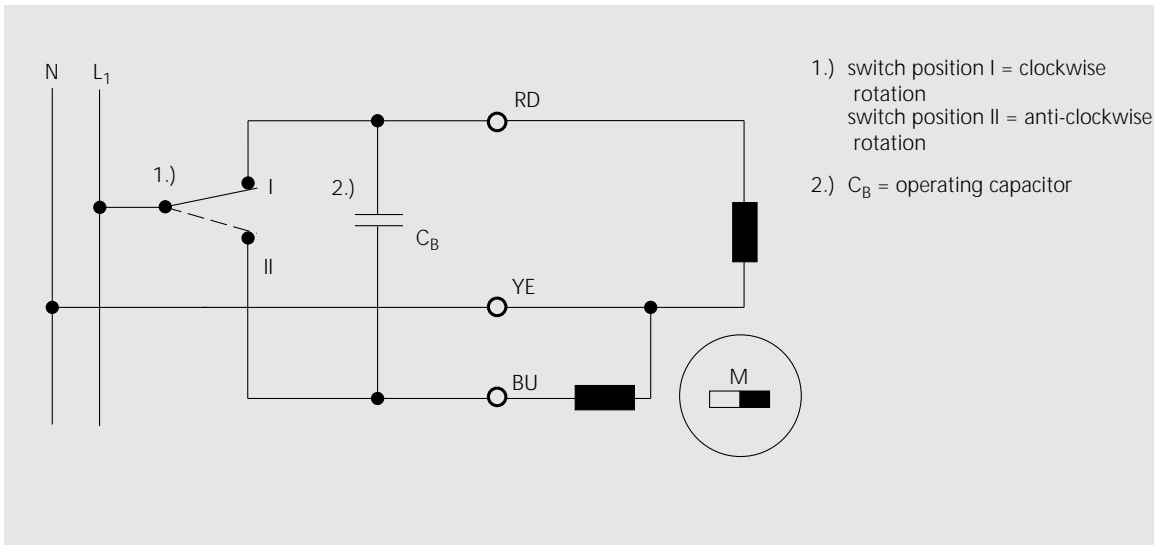 N
L1
1.)
I
II
2.)
CB
RD
YE
BU
M
1.) switch position I = clockwise
rotation
switch position II = anti-clockwise
rotation
2.) CB = operating capacitor